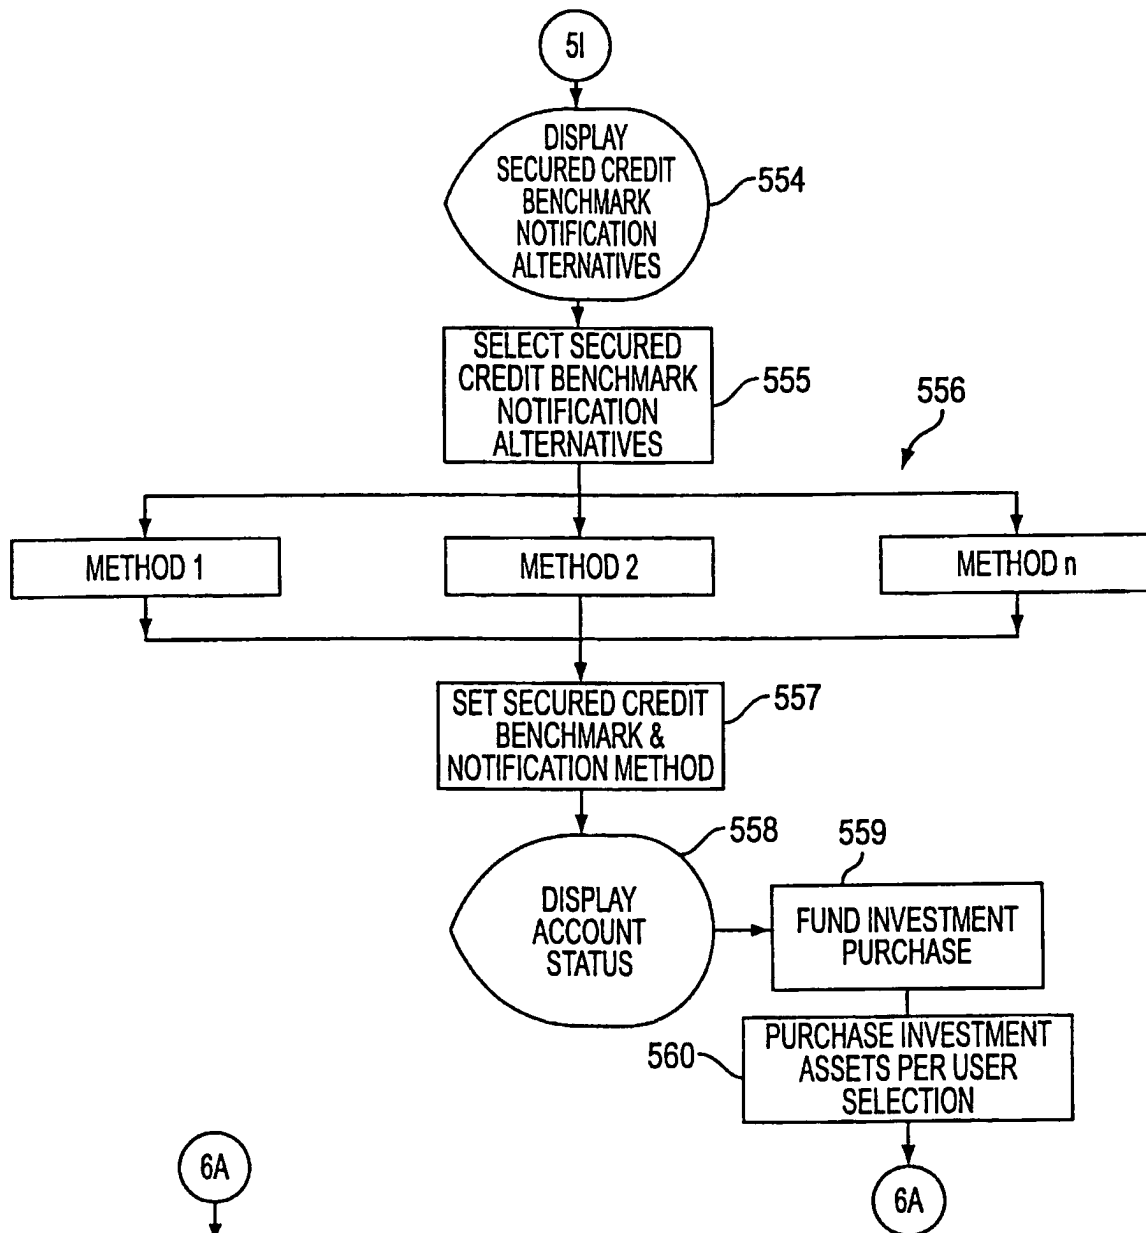 5I
DISPLAY
SECURED CREDIT
BENCHMARK
NOTIFICATION
ALTERNATIVES
554
SELECT SECURED
CREDIT BENCHMARK
NOTIFICATION
ALTERNATIVES
555
556
METHOD 1
METHOD 2
METHOD n
SET SECURED CREDIT
BENCHMARK &
NOTIFICATION METHOD
557
558
DISPLAY
ACCOUNT
STATUS
559
FUND INVESTMENT
PURCHASE
560
PURCHASE INVESTMENT
ASSETS PER USER
SELECTION
6A
6A